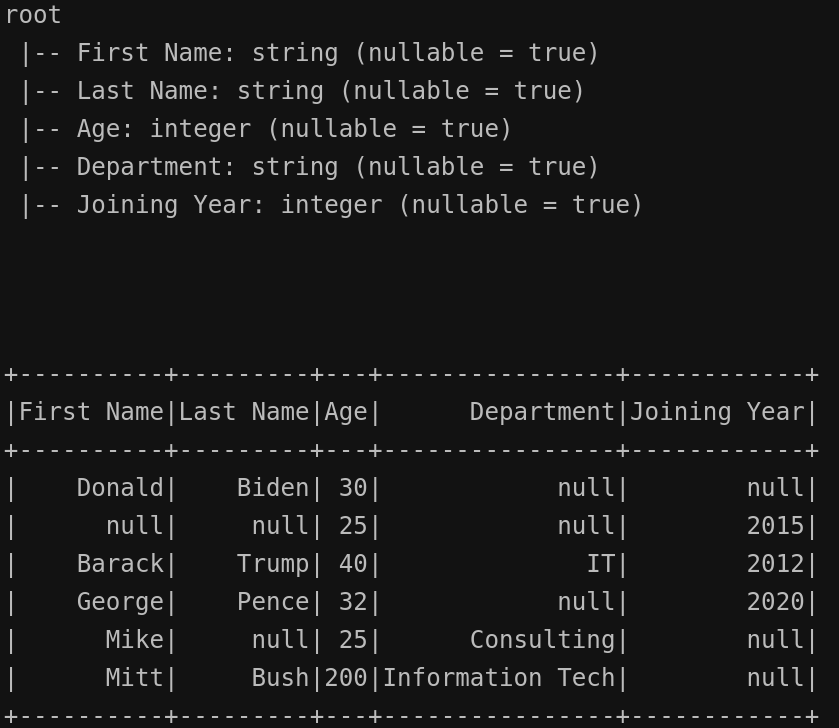 root
 |-- First Name: string (nullable = true)
 |-- Last Name: string (nullable = true)
 |-- Age: integer (nullable = true)
 |-- Department: string (nullable = true)
 |-- Joining Year: integer (nullable = true)
+----------+---------+---+----------------+------------+
|First Name|Last Name|Age|      Department|Joining Year|
+----------+---------+---+----------------+------------+
|    Donald|    Biden| 30|            null|        null|
|      null|     null| 25|            null|        2015|
|    Barack|    Trump| 40|              IT|        2012|
|    George|    Pence| 32|            null|        2020|
|      Mike|     null| 25|      Consulting|        null|
|      Mitt|     Bush|200|Information Tech|        null|
+----------+---------+---+----------------+------------+